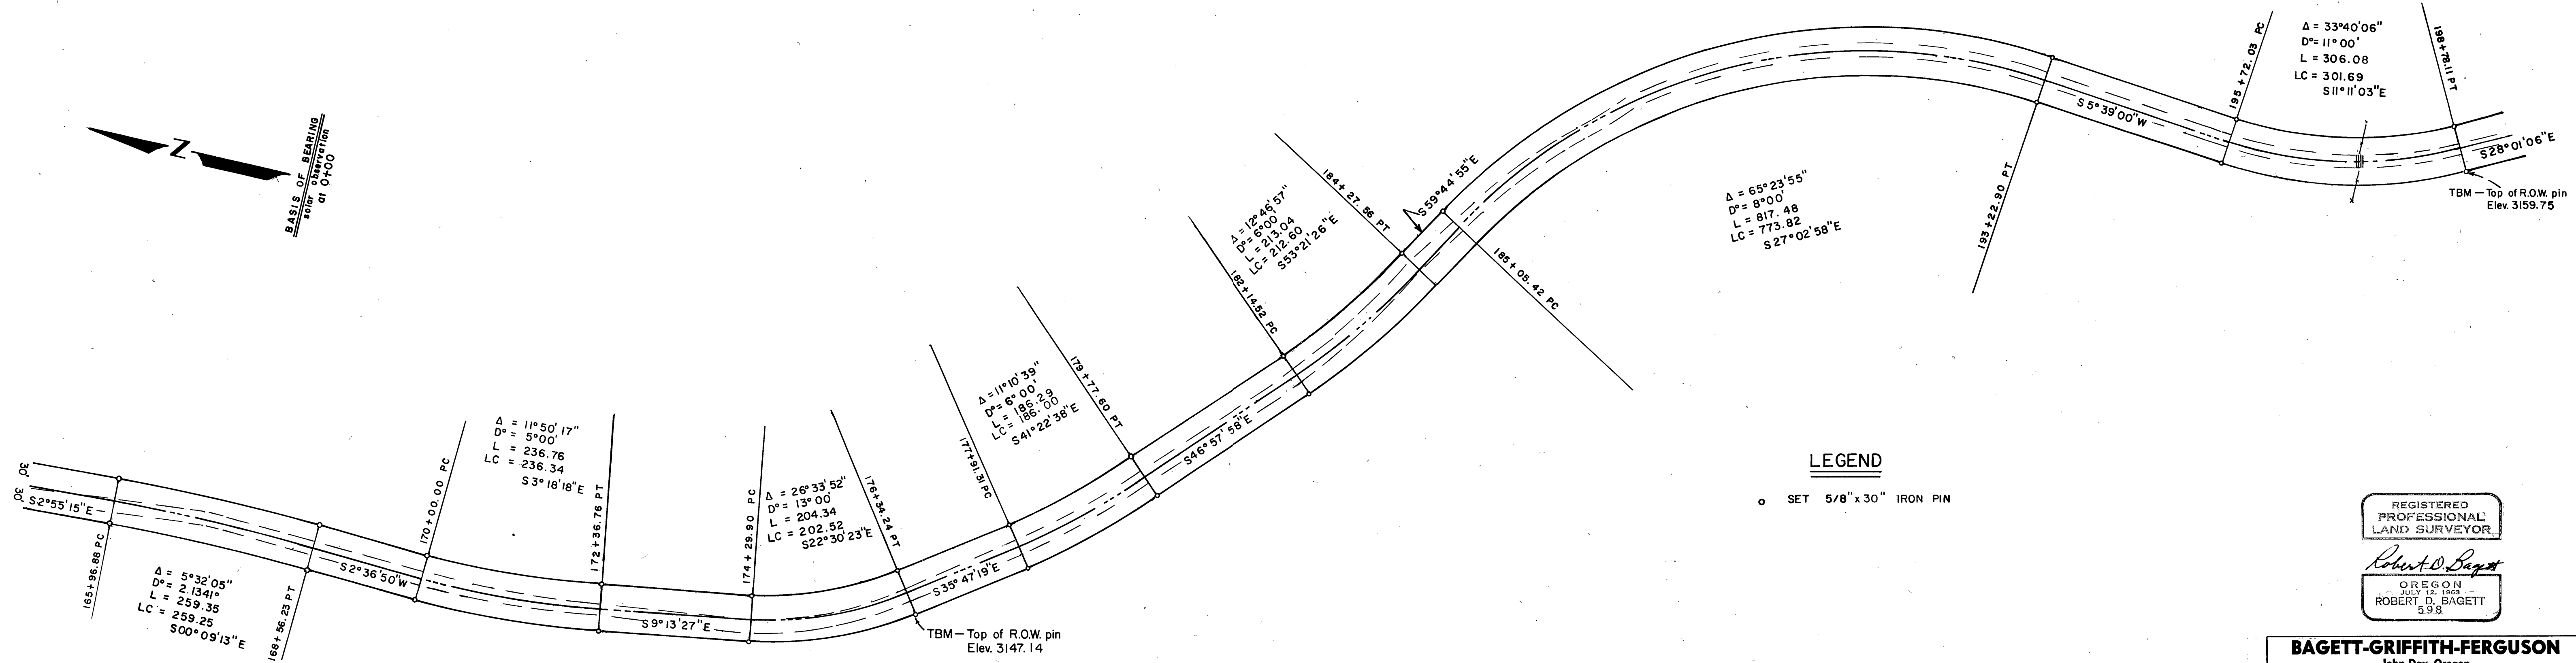 N
BASIS OF BEARING
solar observation
at 0+00
30'
30'
S2°55'15"E
165+96.88 PC
Δ = 5°32'05"
D° = 2.1341°
L = 259.35
LC = 259.25
S00°09'13"E
168+56.23 PT
S2°36'50"W
170+00.00 PC
Δ = 11°50'17"
D° = 5°00'
L = 236.76
LC = 236.34
S3°18'18"E
172+36.76 PT
S9°13'27"E
174+29.90 PC
Δ = 26°33'52"
D° = 13°00'
L = 204.34
LC = 202.52
S22°30'23"E
176+34.24 PT
S35°47'19"E
TBM — Top of R.O.W. pin
Elev. 3147.14
177+91.31 PC
Δ = 11°10'39"
D° = 6°00'
L = 186.29
LC = 186.00
S41°22'38"E
179+77.60 PT
S46°57'58"E
182+14.52 PC
Δ = 12°46'57"
D° = 6°00'
L = 213.04
LC = 212.60
S53°21'26"E
184+27.56 PT
S59°44'55"E
185+05.42 PC
Δ = 65°23'55"
D° = 8°00'
L = 817.48
LC = 773.82
S27°02'58"E
193+22.90 PT
S5°39'00"W
195+72.03 PC
Δ = 33°40'06"
D° = 11°00'
L = 306.08
LC = 301.69
S11°11'03"E
198+78.11 PT
S28°01'06"E
TBM — Top of R.O.W. pin
Elev. 3159.75
LEGEND
SET 5/8" x 30" IRON PIN
REGISTERED
PROFESSIONAL
LAND SURVEYOR
Robert D. Bagett
OREGON
JULY 12, 1963
ROBERT D. BAGETT
598
BAGETT-GRIFFITH-FERGUSON
John Day, Oregon